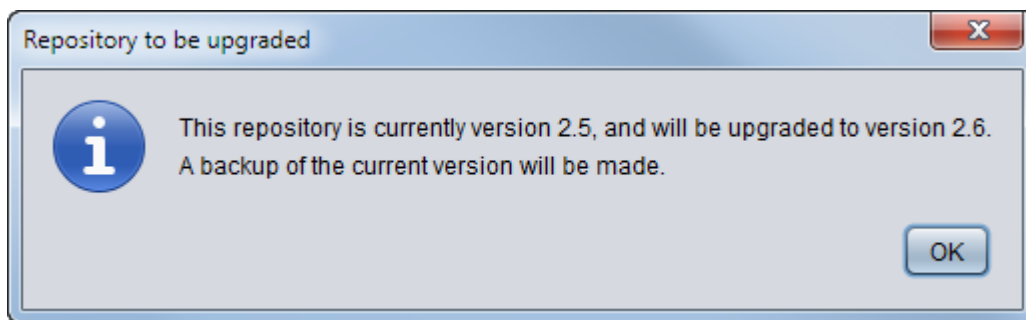 Repository to be upgraded
This repository is currently version 2.5, and will be upgraded to version 2.6.
A backup of the current version will be made.
OK